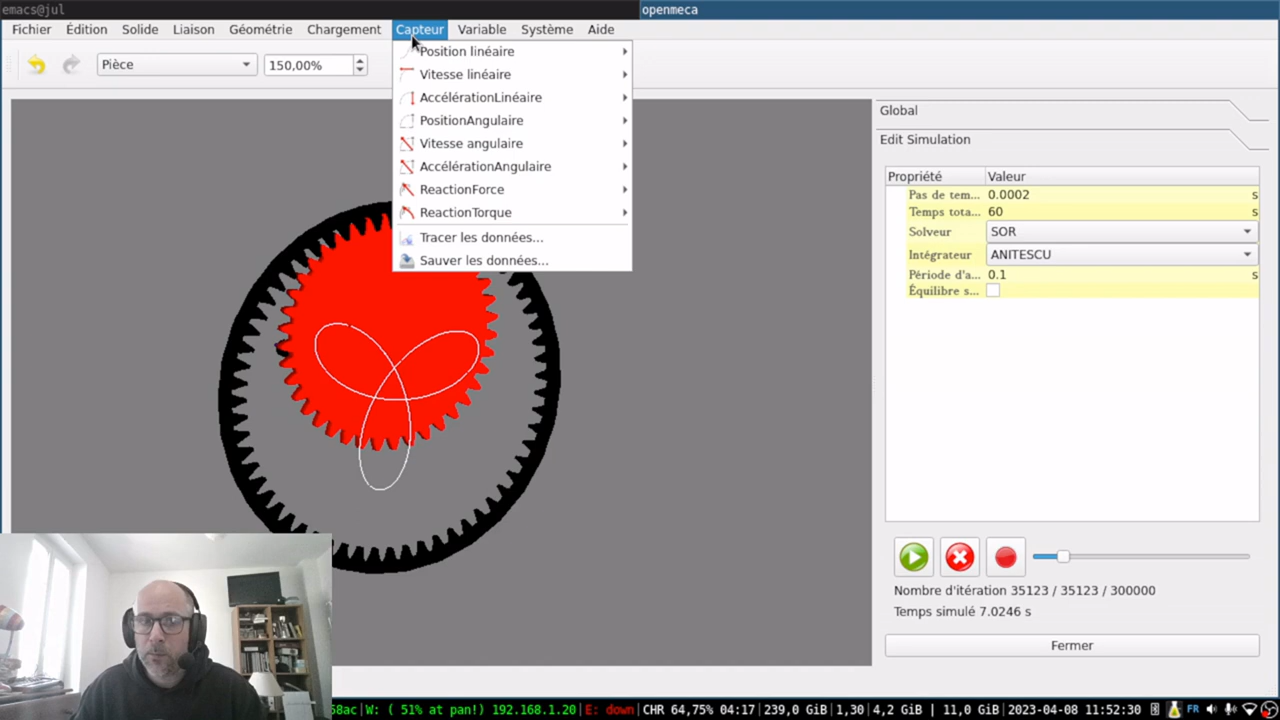 emacs@jul openmeca
Fichier Édition Solide Liaison Géométrie Chargement Capteur Variable Système Aide
Pièce 150,00%
Position linéaire
Vitesse linéaire
AccélérationLinéaire
PositionAngulaire
Vitesse angulaire
AccélérationAngulaire
ReactionForce
ReactionTorque
Tracer les données...
Sauver les données...
Global
Edit Simulation
Propriété Valeur
Pas de tem... 0.0002 s
Temps tota... 60 s
Solveur SOR
Intégrateur ANITESCU
Période d'a... 0.1 s
Équilibre s...
Nombre d'itération 35123 / 35123 / 300000
Temps simulé 7.0246 s
Fermer
58ac|W: ( 51% at pan!) 192.168.1.20|E: down|CHR 64,75% 04:17|239,0 GiB|1,30|4,2 GiB | 11,0 GiB|2023-04-08 11:52:30 FR